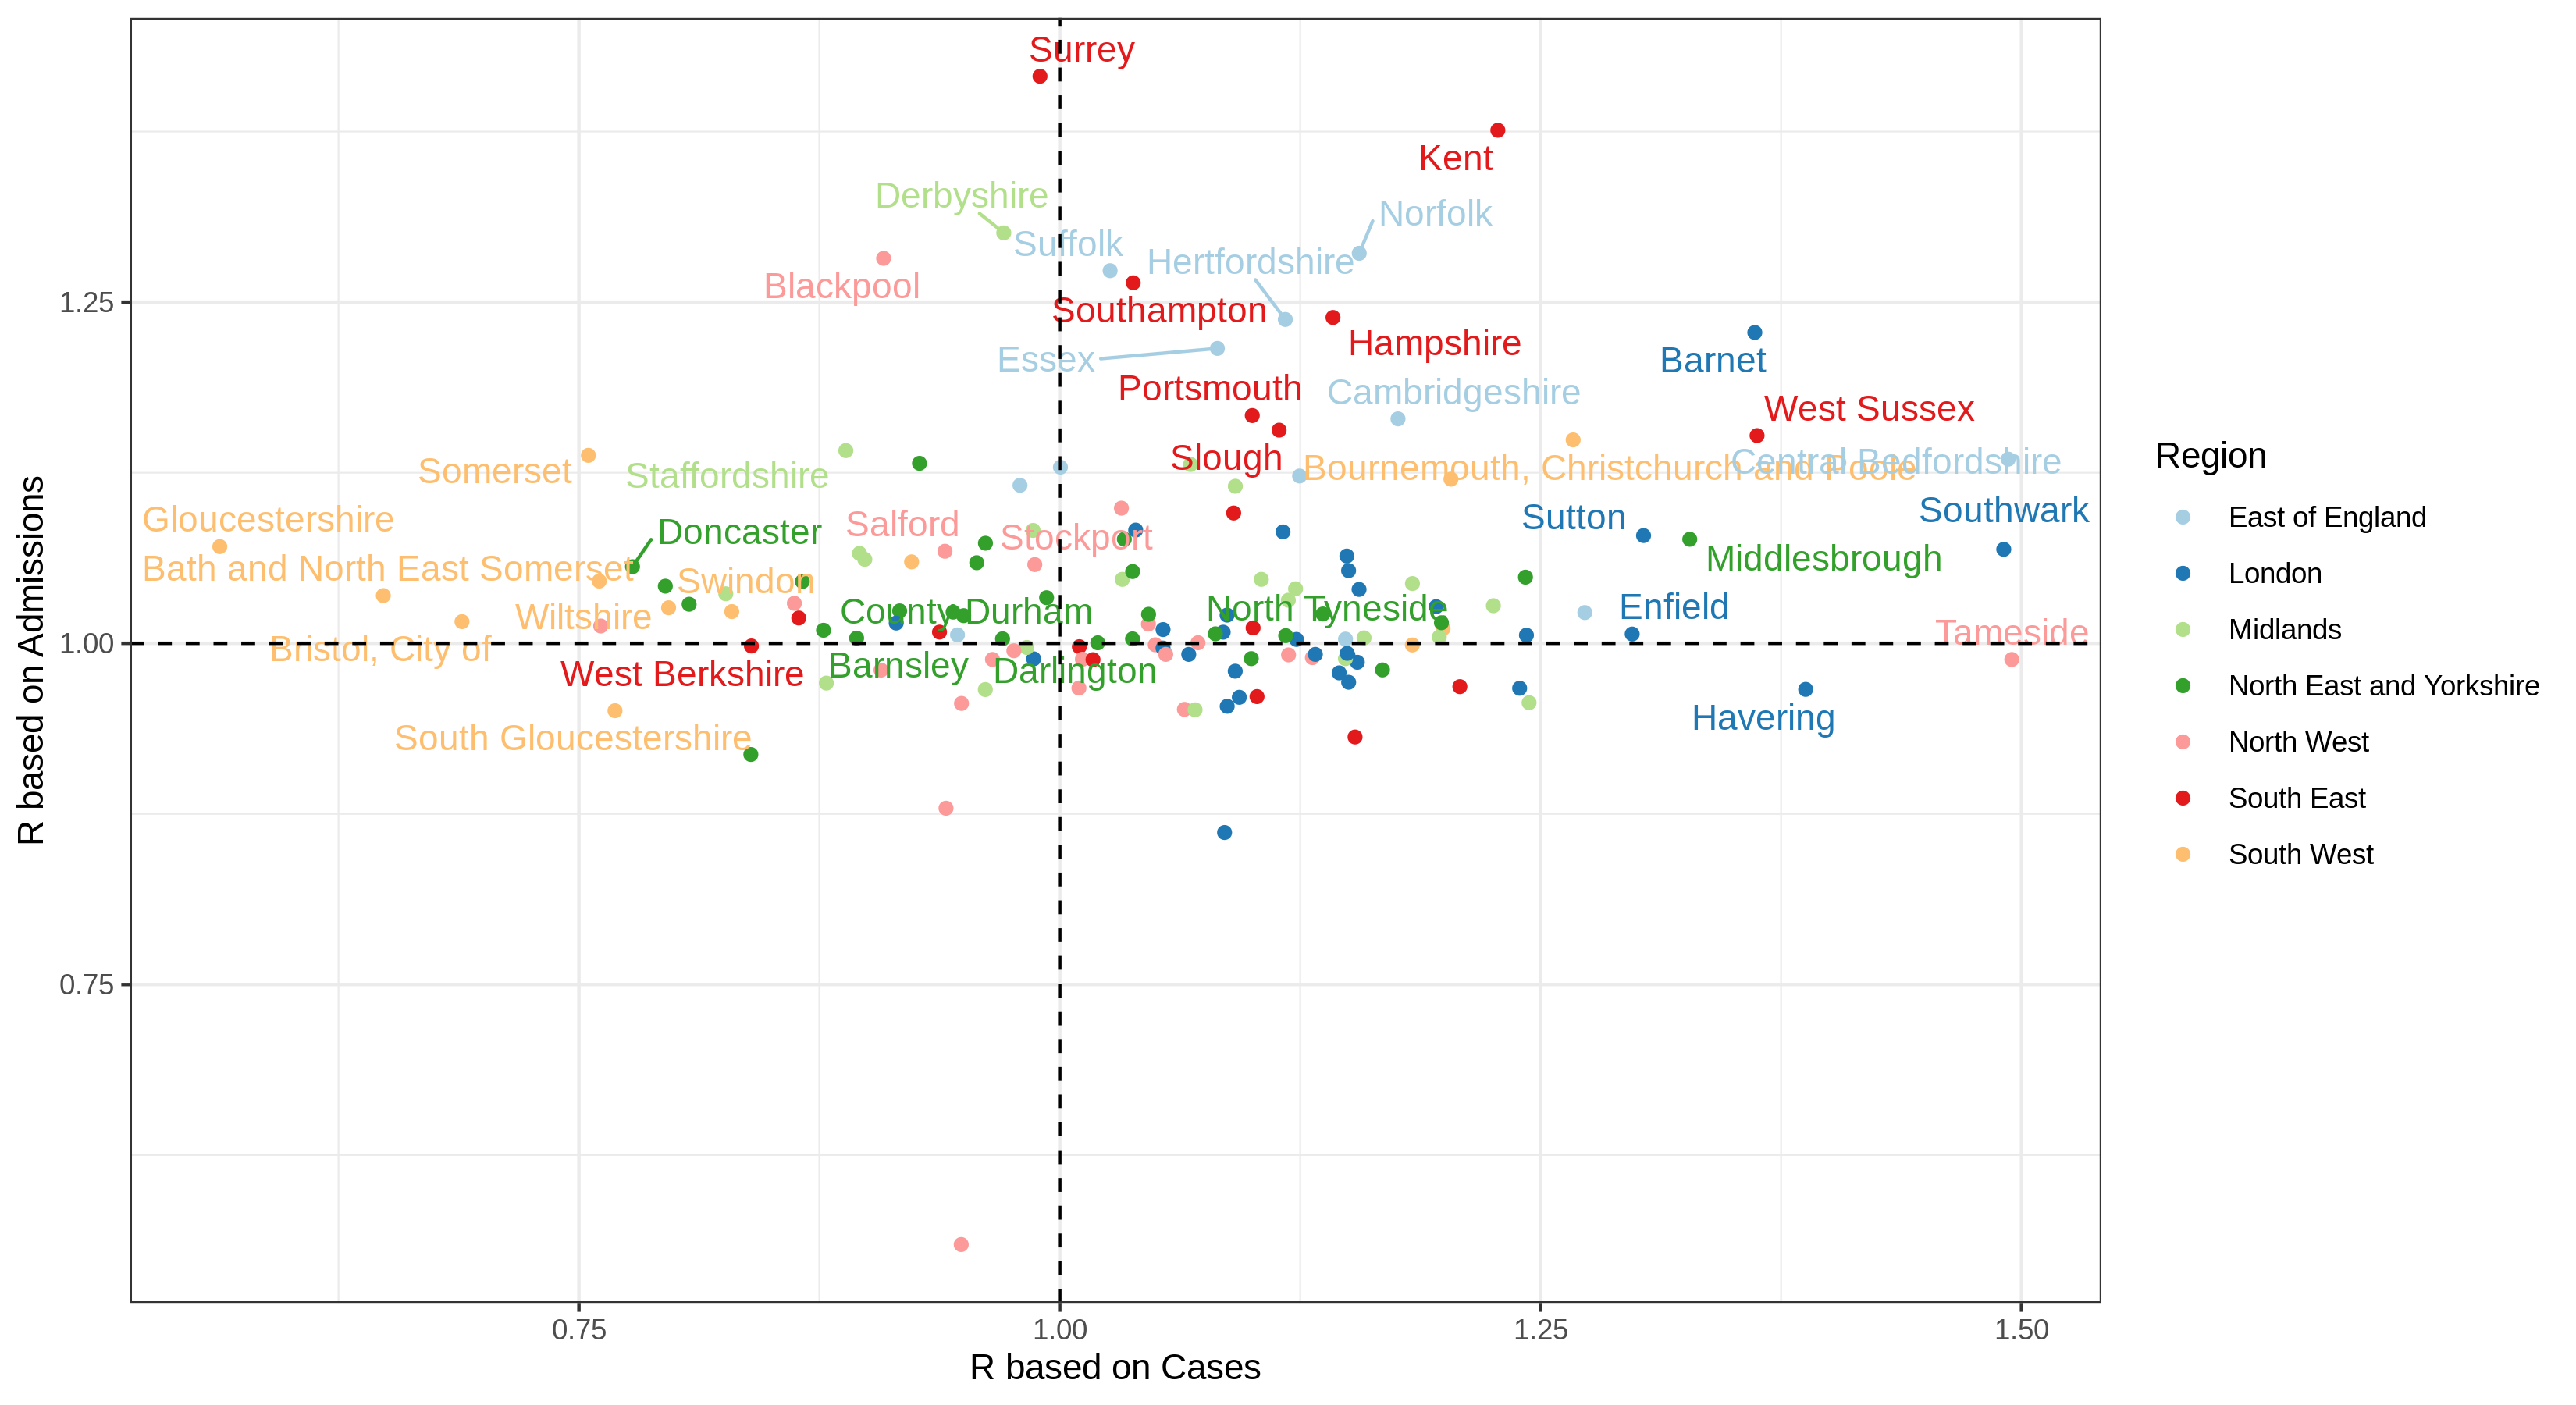 Surrey
Kent
Derbyshire
Norfolk
Suffolk
Hertfordshire
Blackpool
1.25
Southampton
Hampshire
Essex
Barnet
Portsmouth
Cambridgeshire
West Sussex
Slough
Bournemouth, Christchurch and Poole
Central Bedfordshire
Somerset
Staffordshire
Gloucestershire
Doncaster
Salford
Stockport
Sutton
Southwark
Bath and North East Somerset
Swindon
Middlesbrough
Wiltshire
County Durham
North Tyneside
Enfield
Tameside
1.00
Bristol, City of
West Berkshire
Barnsley
Darlington
Havering
South Gloucestershire
0.75
R based on Admissions
0.75
1.00
1.25
1.50
R based on Cases
Region
East of England
London
Midlands
North East and Yorkshire
North West
South East
South West